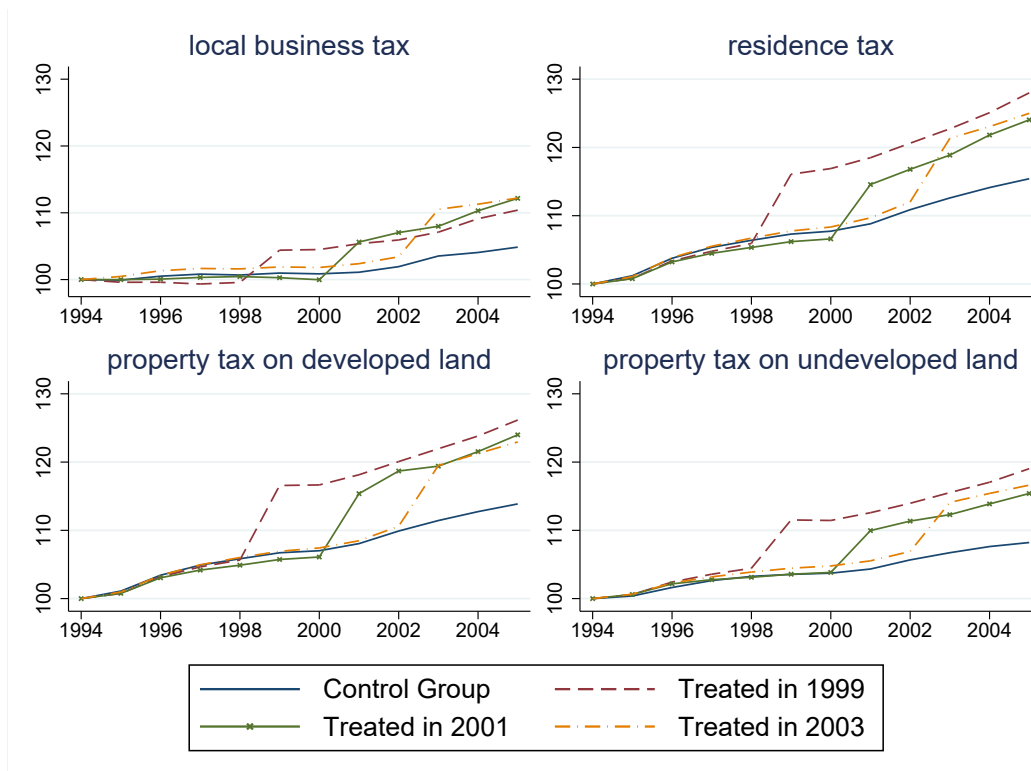 local business tax
130
120
110
100
1994 1996 1998 2000 2002 2004
residence tax
130
120
110
100
1994 1996 1998 2000 2002 2004
property tax on developed land
130
120
110
100
1994 1996 1998 2000 2002 2004
property tax on undeveloped land
130
120
110
100
1994 1996 1998 2000 2002 2004
Control Group
Treated in 1999
Treated in 2001
Treated in 2003